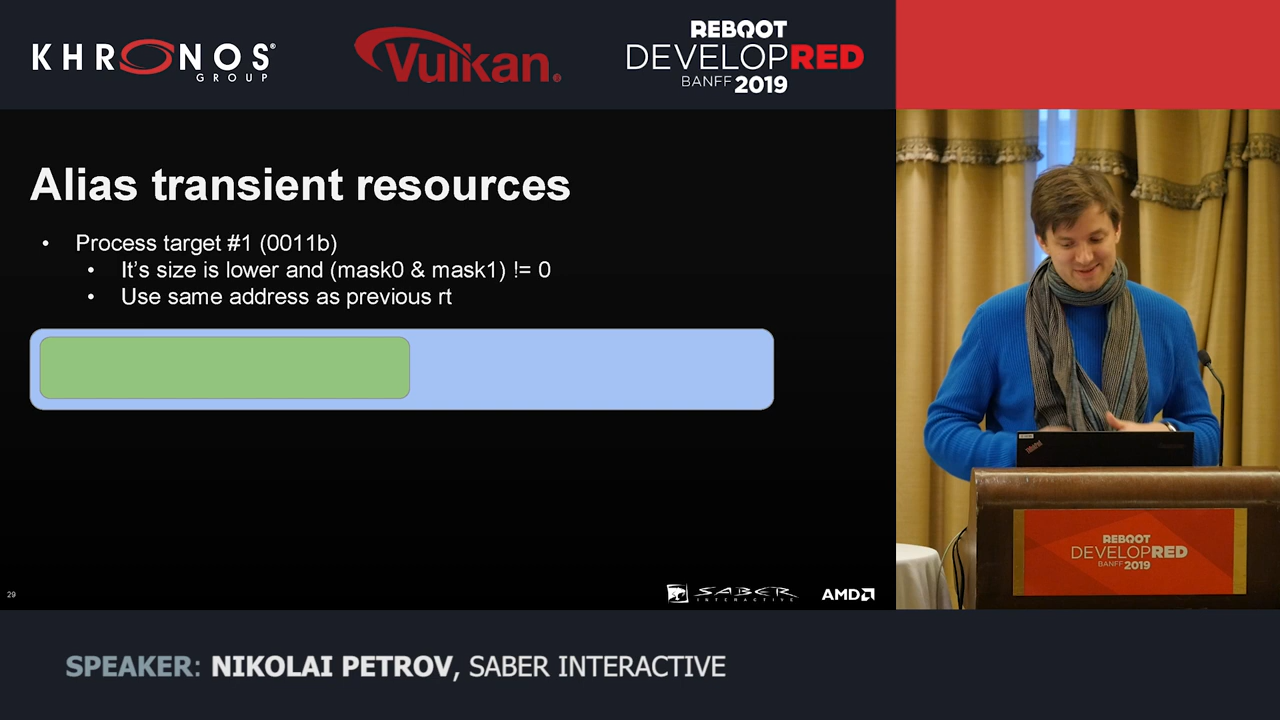 KHRONOS®
GROUP
Vulkan®
REBOOT
DEVELOPRED
BANFF 2019
Alias transient resources
• Process target #1 (0011b)
• It's size is lower and (mask0 & mask1) != 0
• Use same address as previous rt
29
SABER
INTERACTIVE
AMD
ThinkPad
REBOOT
DEVELOPRED
BANFF 2019
SPEAKER: NIKOLAI PETROV, SABER INTERACTIVE